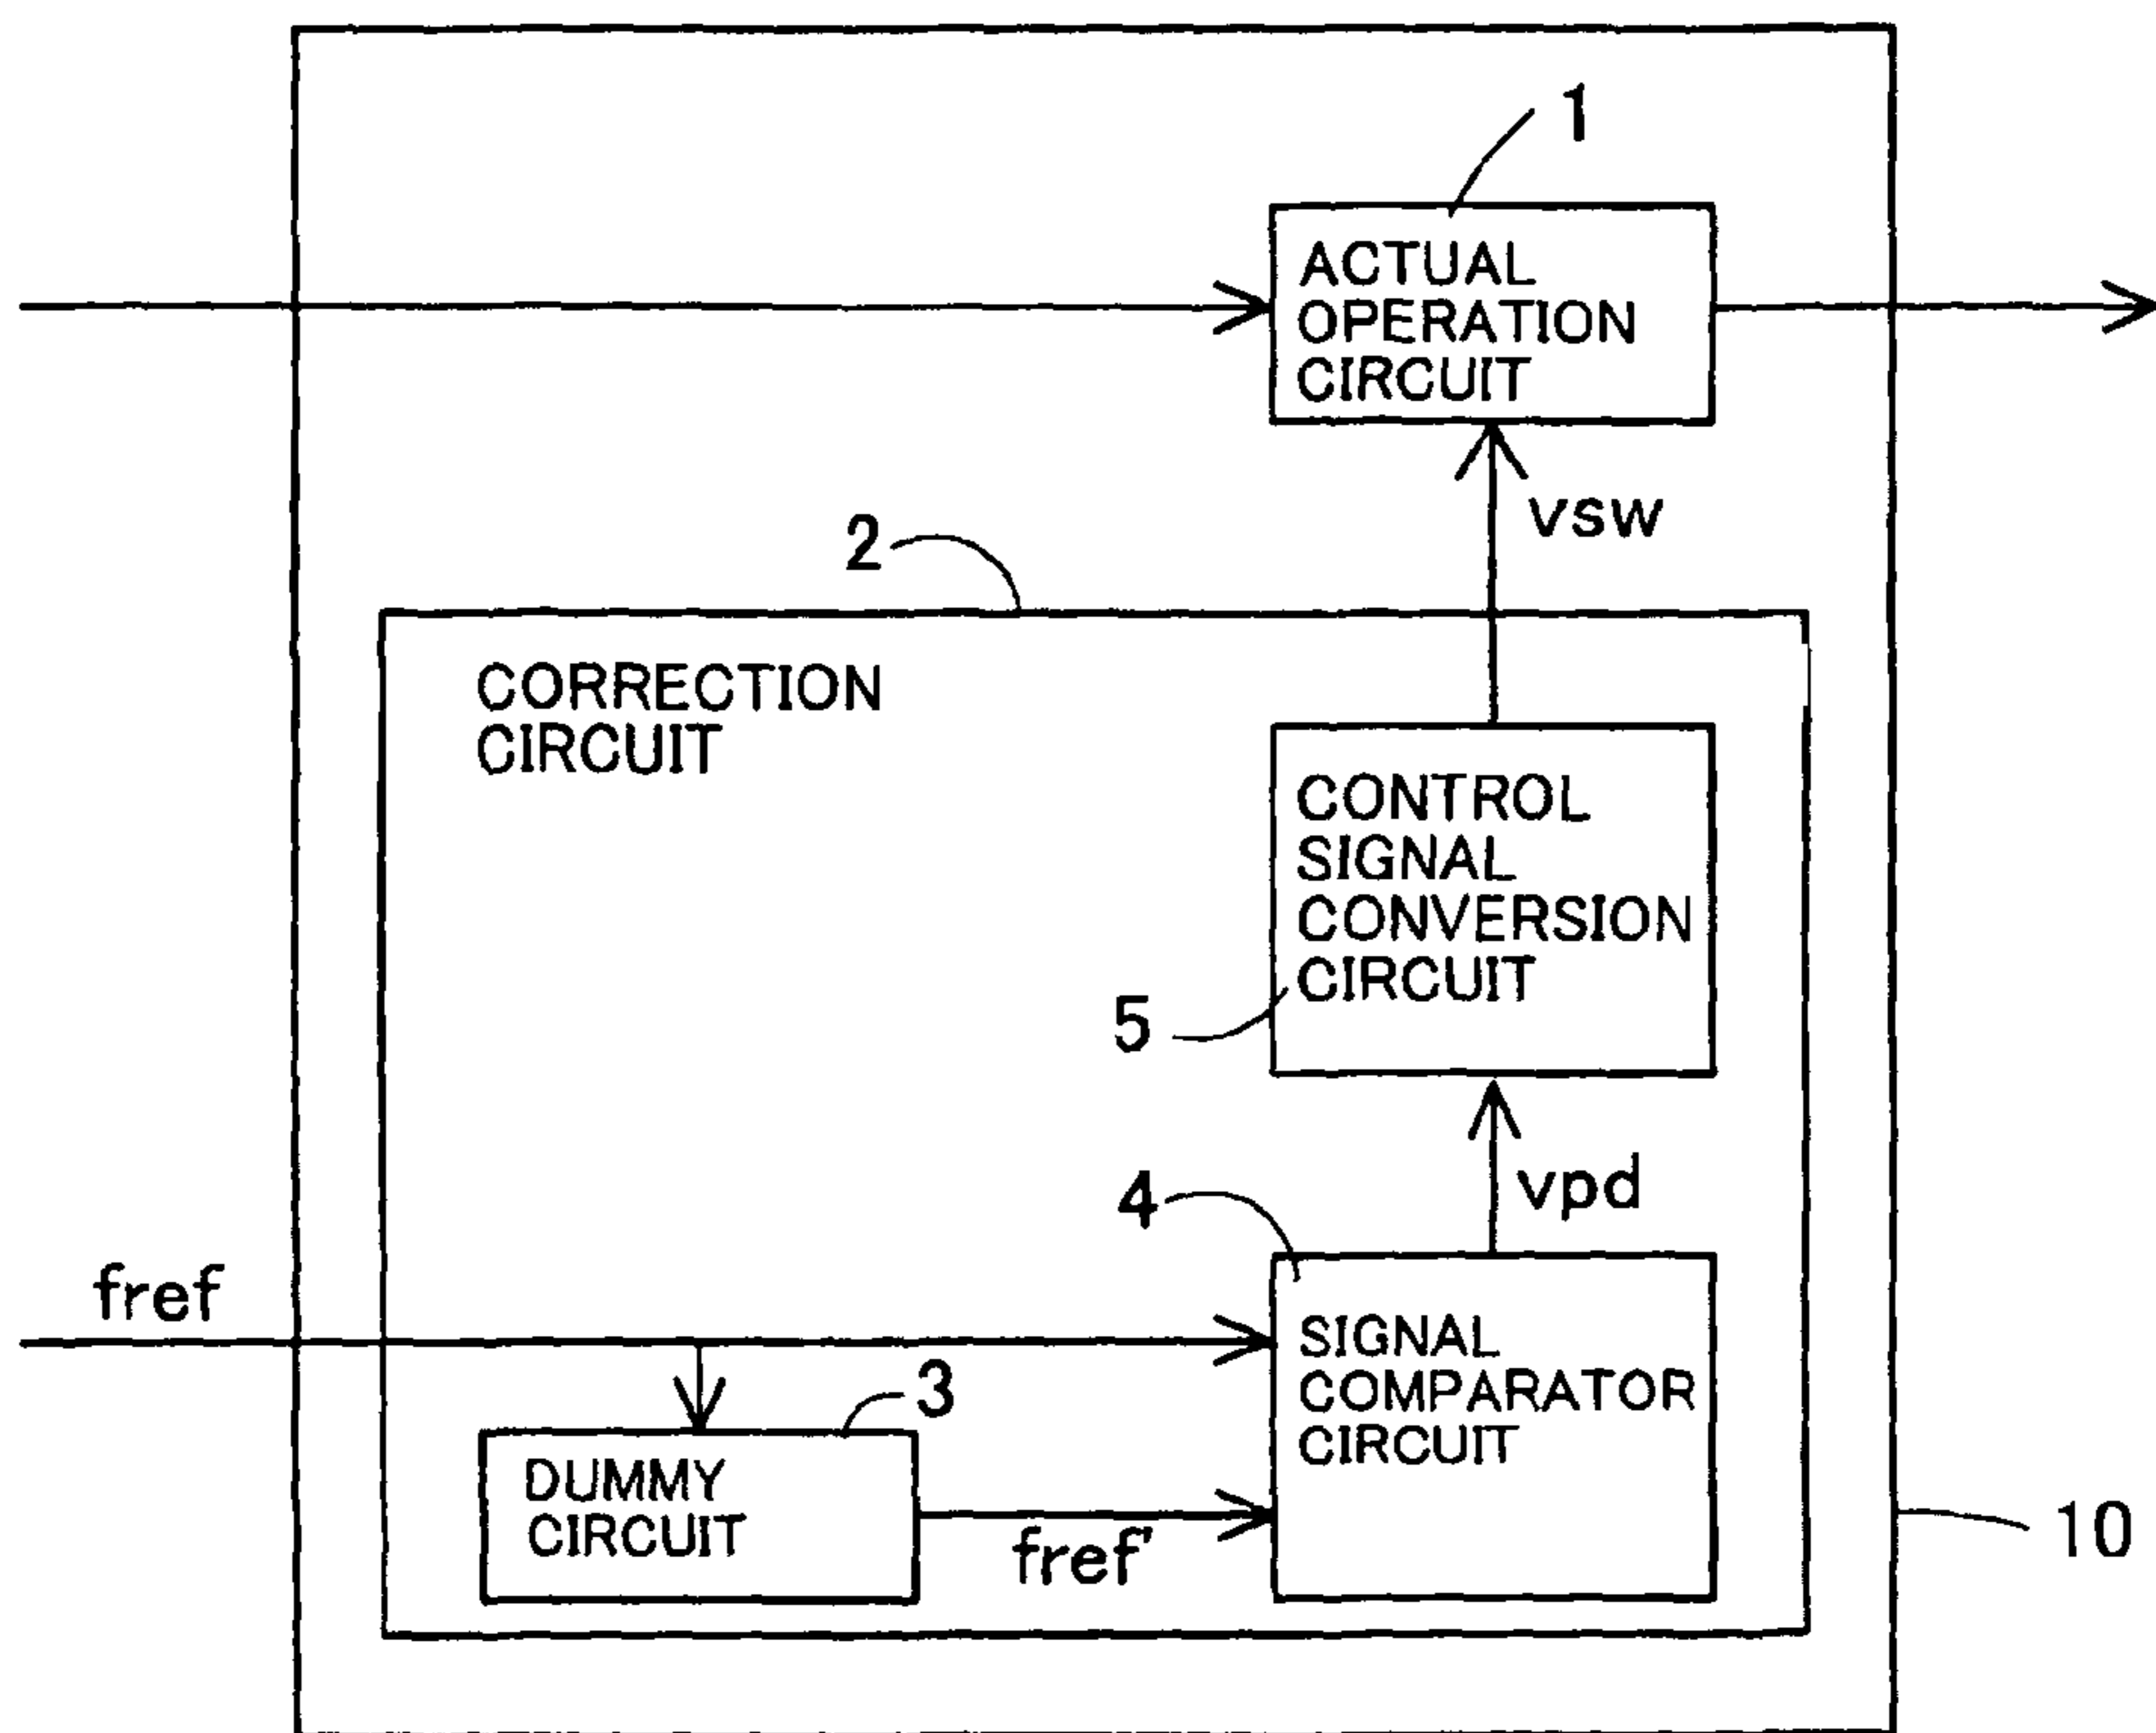 1
ACTUAL
OPERATION
CIRCUIT
vsw
2
CORRECTION
CIRCUIT
CONTROL
SIGNAL
CONVERSION
CIRCUIT
5
vpd
4
fref
SIGNAL
COMPARATOR
CIRCUIT
3
DUMMY
CIRCUIT
fref'
10